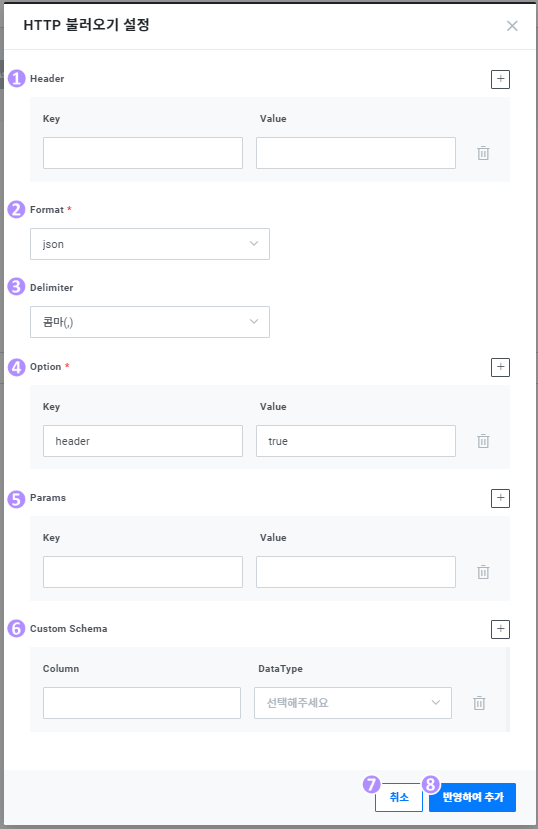 HTTP 불러오기 설정
1 Header
Key Value
2 Format *
json
3 Delimiter
콤마(,)
4 Option *
Key Value
header true
5 Params
Key Value
6 Custom Schema
Column DataType
선택해주세요
7 취소 8 반영하여 추가